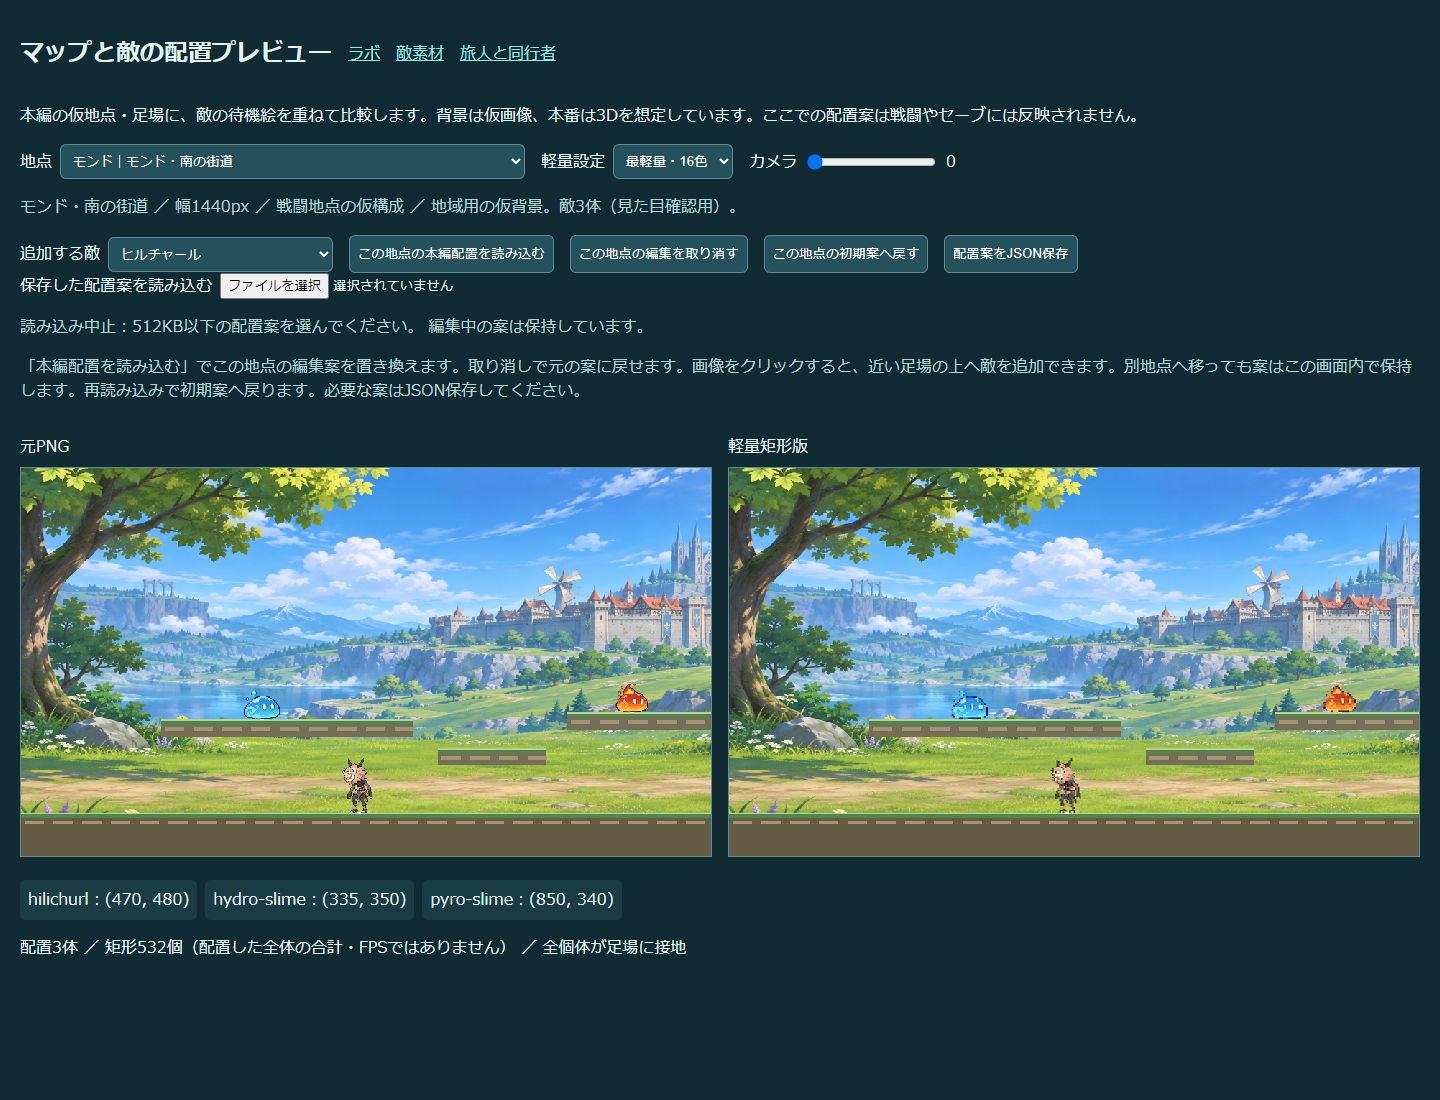 マップと敵の配置プレビュー ラボ 敵素材 旅人と同行者
本編の仮地点・足場に、敵の待機絵を重ねて比較します。背景は仮画像、本番は3Dを想定しています。ここでの配置案は戦闘やセーブには反映されません。
地点 モンド | モンド・南の街道 軽量設定 最軽量・16色 カメラ 0
モンド・南の街道 ／ 幅1440px ／ 戦闘地点の仮構成 ／ 地域用の仮背景。敵3体（見た目確認用）。
追加する敵 ヒルチャール この地点の本編配置を読み込む この地点の編集を取り消す この地点の初期案へ戻す 配置案をJSON保存
保存した配置案を読み込む ファイルを選択 選択されていません
読み込み中止：512KB以下の配置案を選んでください。 編集中の案は保持しています。
「本編配置を読み込む」でこの地点の編集案を置き換えます。取り消しで元の案に戻せます。画像をクリックすると、近い足場の上へ敵を追加できます。別地点へ移っても案はこの画面内で保持
します。再読み込みで初期案へ戻ります。必要な案はJSON保存してください。
元PNG 軽量矩形版
hilichurl : (470, 480) hydro-slime : (335, 350) pyro-slime : (850, 340)
配置3体 ／ 矩形532個（配置した全体の合計・FPSではありません） ／ 全個体が足場に接地